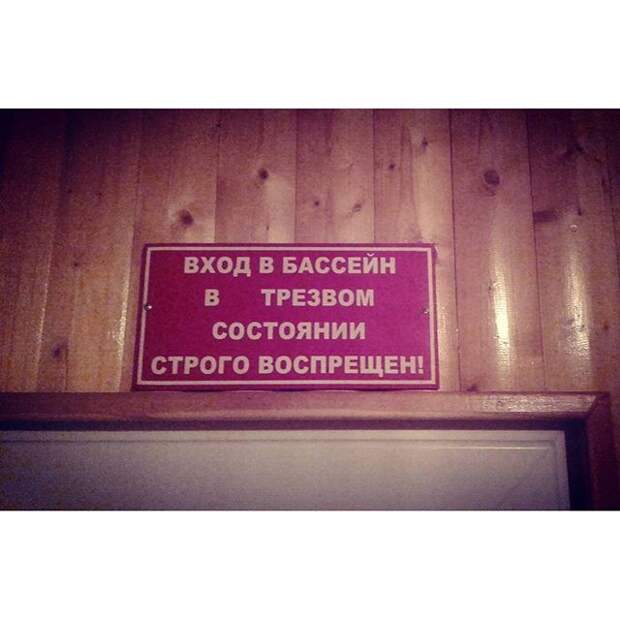 ВХОД В БАССЕЙН
В ТРЕЗВОМ
СОСТОЯНИИ
СТРОГО ВОСПРЕЩЕН!